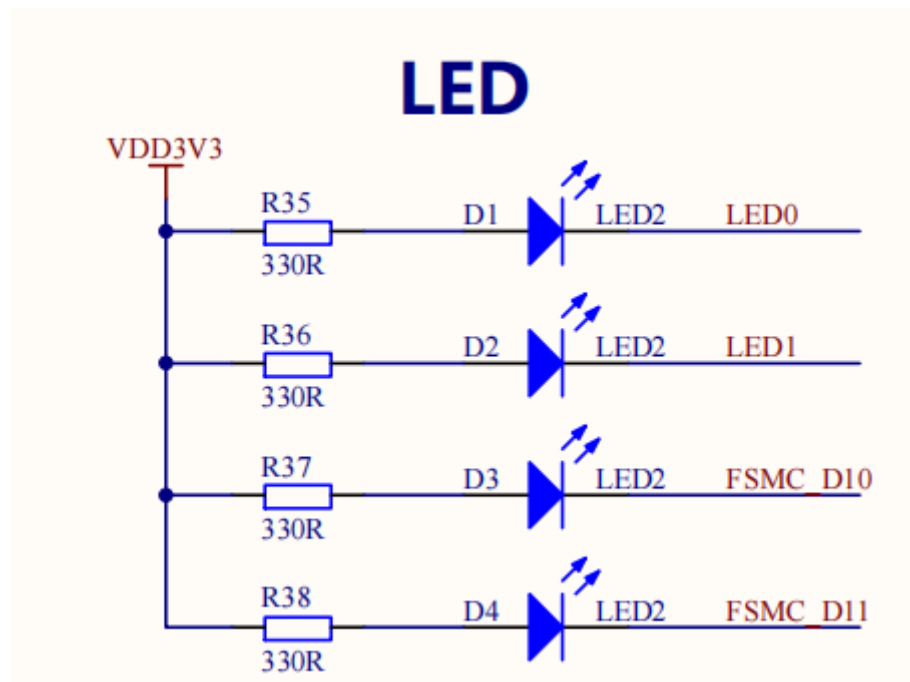 LED
VDD3V3
R35
D1
LED2
LED0
330R
R36
D2
LED2
LED1
330R
R37
D3
LED2
FSMC_D10
330R
R38
D4
LED2
FSMC_D11
330R